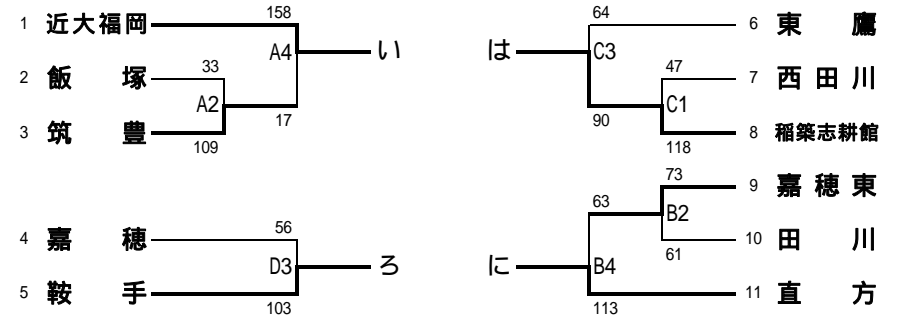 158
64
1 近大福岡
A4
い
は
C3
6 東鷹
33
47
2 飯塚
A2
C1
7 西田川
17
90
3 筑豊
8 稲築志耕館
109
118
73
9 嘉穂東
63
B2
4 嘉穂
56
10 田川
61
D3
ろ
に
B4
5 鞍手
11 直方
103
113